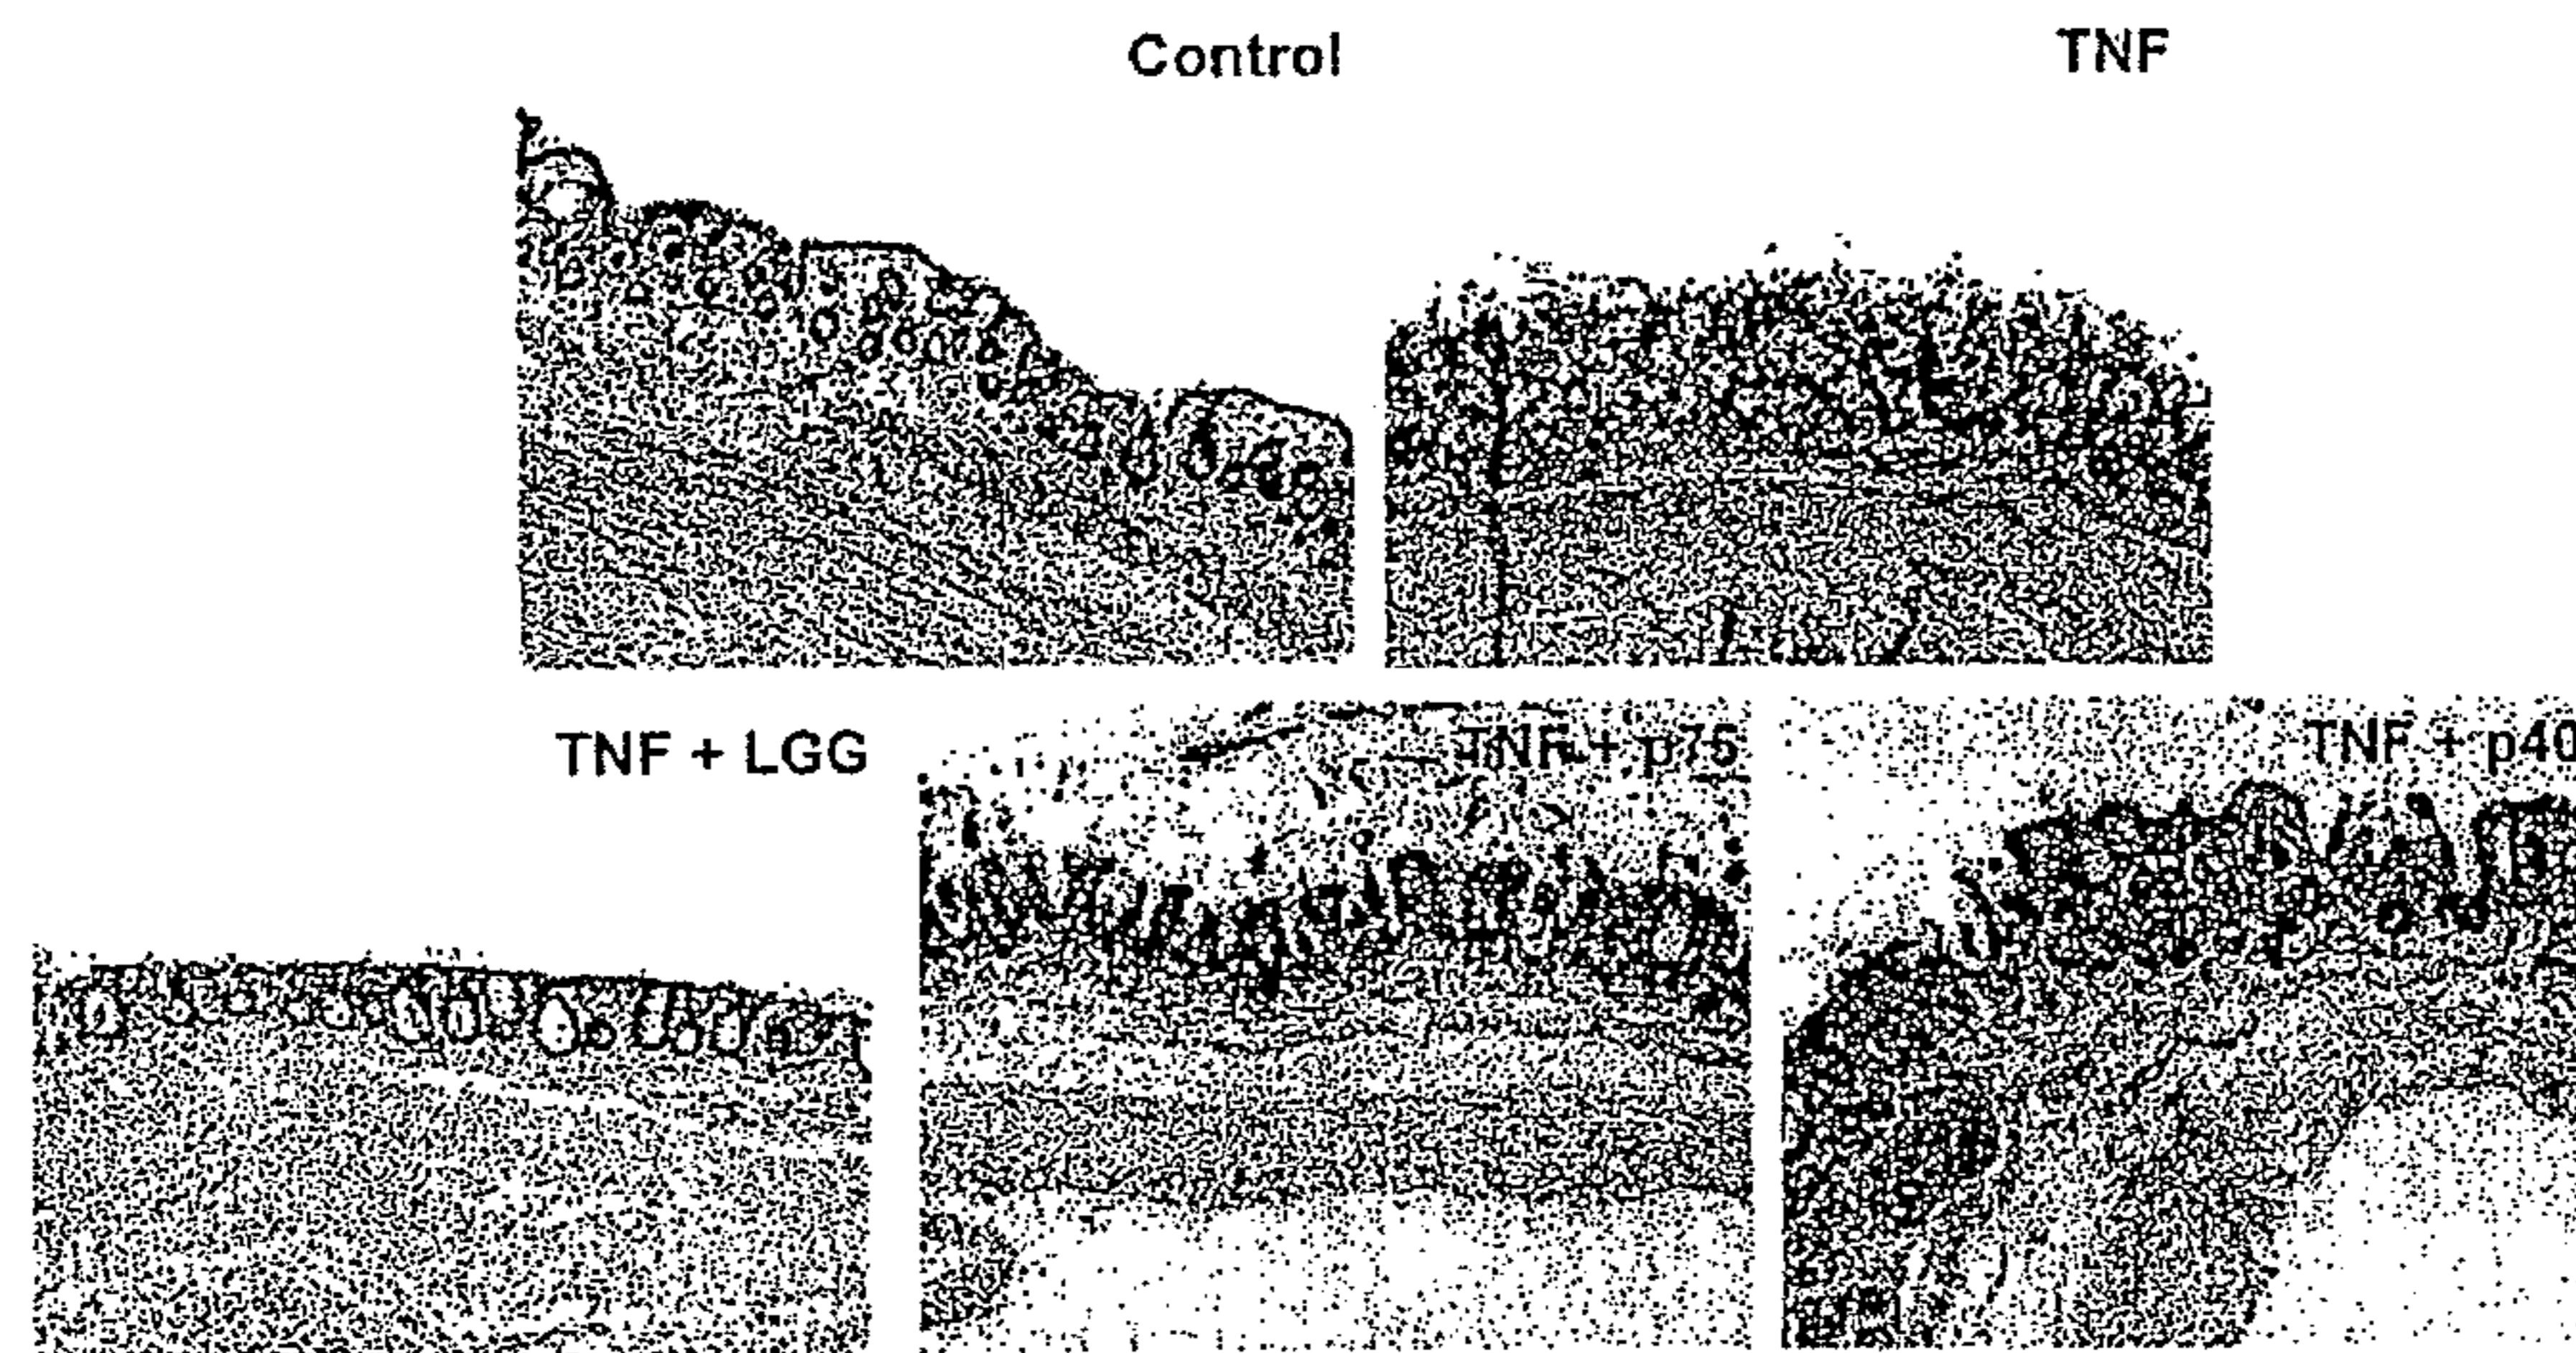 Control
TNF
TNF + LGG
TNF + p75
TNF + p40